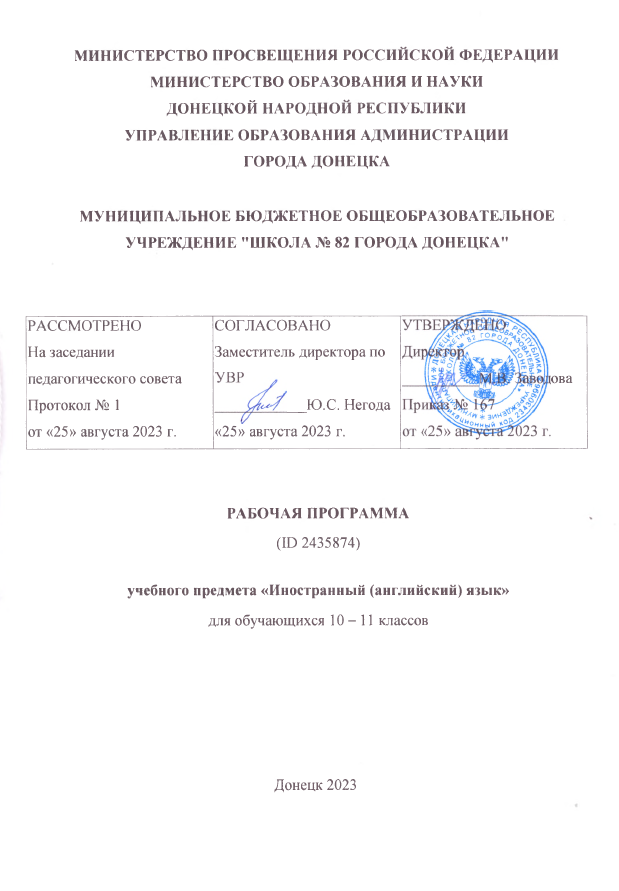 МИНИСТЕРСТВО ПРОСВЕЩЕНИЯ РОССИЙСКОЙ ФЕДЕРАЦИИ
МИНИСТЕРСТВО ОБРАЗОВАНИЯ И НАУКИ
ДОНЕЦКОЙ НАРОДНОЙ РЕСПУБЛИКИ
УПРАВЛЕНИЕ ОБРАЗОВАНИЯ АДМИНИСТРАЦИИ
ГОРОДА ДОНЕЦКА
МУНИЦИПАЛЬНОЕ БЮДЖЕТНОЕ ОБЩЕОБРАЗОВАТЕЛЬНОЕ
УЧРЕЖДЕНИЕ "ШКОЛА № 82 ГОРОДА ДОНЕЦКА"
РАССМОТРЕНО
На заседании
педагогического совета
Протокол № 1
от «25» августа 2023 г.
СОГЛАСОВАНО
Заместитель директора по
УВР
Ю.С. Негода
«25» августа 2023 г.
УТВЕРЖДЕНО
Директор
М.В. Заводова
Приказ № 167
от «25» августа 2023 г.
РАБОЧАЯ ПРОГРАММА
(ID 2435874)
учебного предмета «Иностранный (английский) язык»
для обучающихся 10 – 11 классов
Донецк 2023